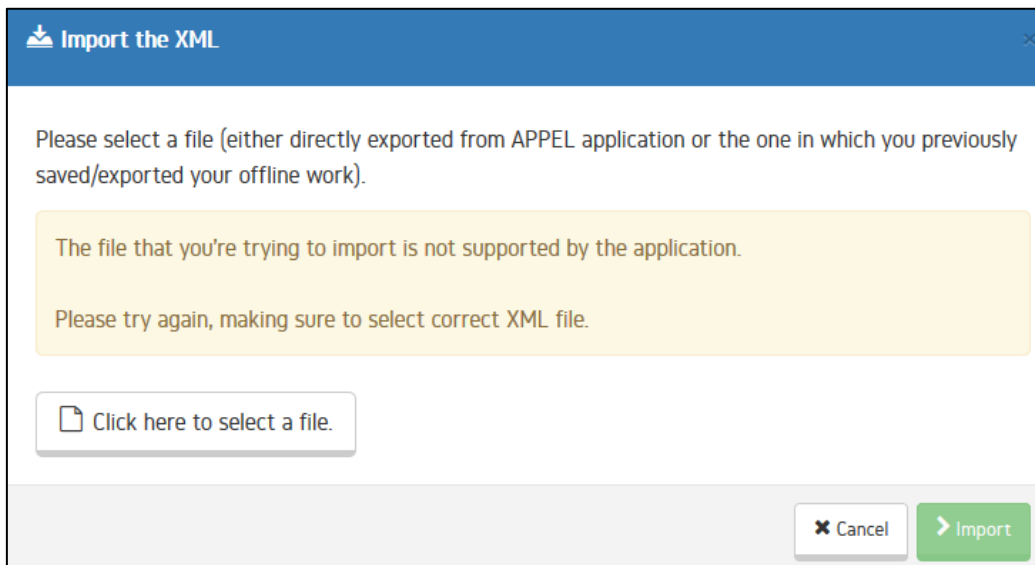 Import the XML
Please select a file (either directly exported from APPEL application or the one in which you previously
saved/exported your offline work).
The file that you're trying to import is not supported by the application.
Please try again, making sure to select correct XML file.
Click here to select a file.
Cancel
Import